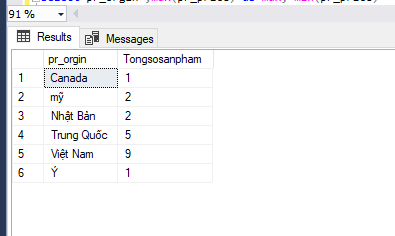 91 %
Results Messages
pr_orgin Tongsosanpham
1 Canada 1
2 mỹ 2
3 Nhật Bản 2
4 Trung Quốc 5
5 Việt Nam 9
6 Ý 1